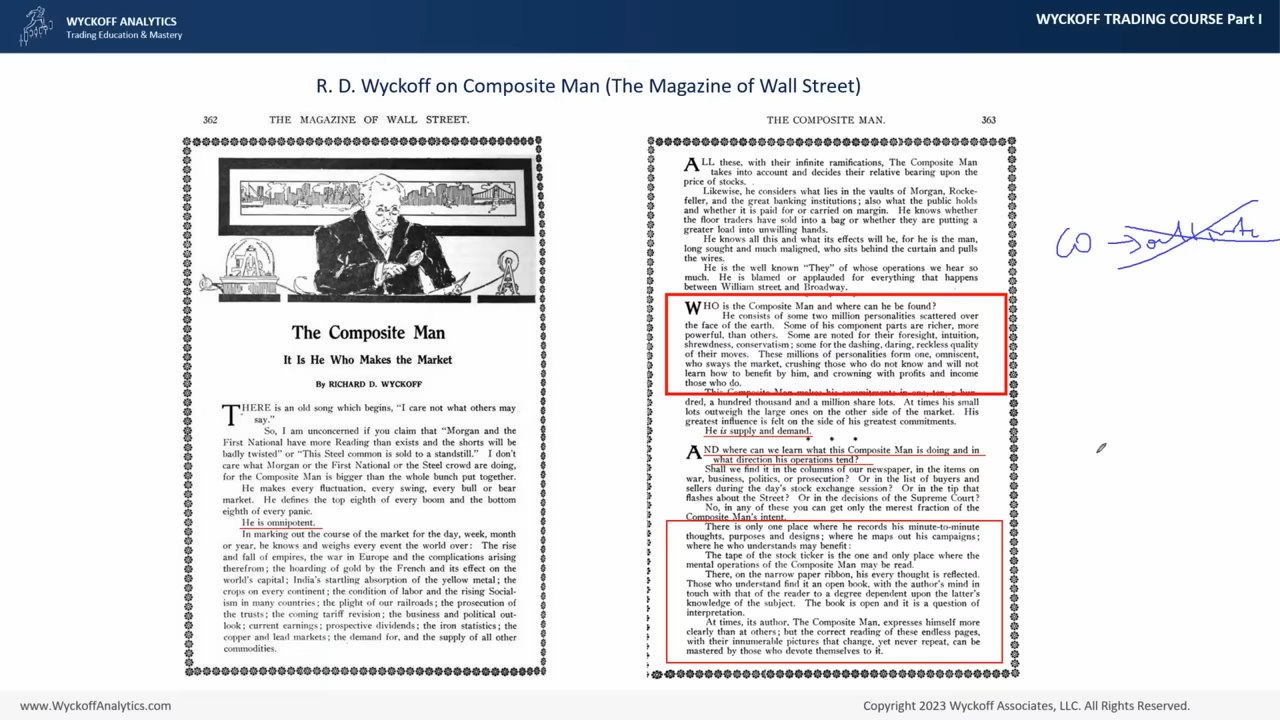 WYCKOFF ANALYTICS
Trading Education & Mastery
WYCKOFF TRADING COURSE Part I
R. D. Wyckoff on Composite Man (The Magazine of Wall Street)
362 THE MAGAZINE OF WALL STREET.
The Composite Man
It Is He Who Makes the Market
By RICHARD D. WYCKOFF
THERE is an old song which begins, "I care not what others may
say."
So, I am unconcerned if you claim that "Morgan and the
First National have more Reading than exists and the shorts will be
badly twisted" or "This Steel common is sold to a standstill." I don't
care what Morgan or the First National or the Steel crowd are doing,
for the Composite Man is bigger than the whole bunch put together.
He makes every fluctuation, every swing, every bull or bear
market. He defines the top eighth of every boom and the bottom
eighth of every panic.
He is omnipotent.
In marking out the course of the market for the day, week, month
or year, he knows and weighs every event the world over: The rise
and fall of empires, the war in Europe and the complications arising
therefrom; the hoarding of gold by the French and its effect on the
world's capital; India's startling absorption of the yellow metal; the
crops on every continent; the condition of labor and the rising Social-
ism in many countries; the plight of our railroads; the prosecution of
the trusts; the coming tariff revision; the business and political out-
look; current earnings; prospective dividends; the iron statistics; the
copper and lead markets; the demand for, and the supply of all other
commodities.
THE COMPOSITE MAN. 363
ALL these, with their infinite ramifications, The Composite Man
takes into account and decides their relative bearing upon the
price of stocks.
Likewise, he considers what lies in the vaults of Morgan, Rocke-
feller, and the great banking institutions; also what the public holds
and whether it is paid for or carried on margin. He knows whether
the floor traders have sold into a bag or whether they are putting a
greater load into unwilling hands.
He knows all this and what its effects will be, for he is the man,
long sought and much maligned, who sits behind the curtain and pulls
the wires.
He is the well known "They" of whose operations we hear so
much. He is blamed or applauded for everything that happens
between William street and Broadway.
WHO is the Composite Man and where can he be found?
He consists of some two million personalities scattered over
the face of the earth. Some of his component parts are richer, more
powerful, than others. Some are noted for their foresight, intuition,
shrewdness, conservatism; some for the dashing, daring, reckless quality
of their moves. These millions of personalities form one, omniscient,
who sways the market, crushing those who do not know and will not
learn how to benefit by him, and crowning with profits and income
those who do.
This Composite Man makes his commitments in one, ten, a hun-
dred, a hundred thousand and a million share lots. At times his small
lots outweigh the large ones on the other side of the market. His
greatest influence is felt on the side of his greatest commitments.
He is supply and demand.
* * *
AND where can we learn what this Composite Man is doing and in
what direction his operations tend?
Shall we find it in the columns of our newspaper, in the items on
war, business, politics, or prosecution? Or in the list of buyers and
sellers during the day's stock exchange session? Or in the tip that
flashes about the Street? Or in the decisions of the Supreme Court?
No, in any of these you can get only the merest fraction of the
Composite Man's intent.
There is only one place where he records his minute-to-minute
thoughts, purposes and designs; where he maps out his campaigns;
where he who understands may benefit:
The tape of the stock ticker is the one and only place where the
mental operations of the Composite Man may be read.
There, on the narrow paper ribbon, his every thought is reflected.
Those who understand find it an open book, with the author's mind in
touch with that of the reader to a degree dependent upon the latter's
knowledge of the subject. The book is open and it is a question of
interpretation.
At times, its author, The Composite Man, expresses himself more
clearly than at others; but the correct reading of these endless pages,
with their innumerable pictures that change, yet never repeat, can be
mastered by those who devote themselves to it.
CO →
www.WyckoffAnalytics.com
Copyright 2023 Wyckoff Associates, LLC. All Rights Reserved.